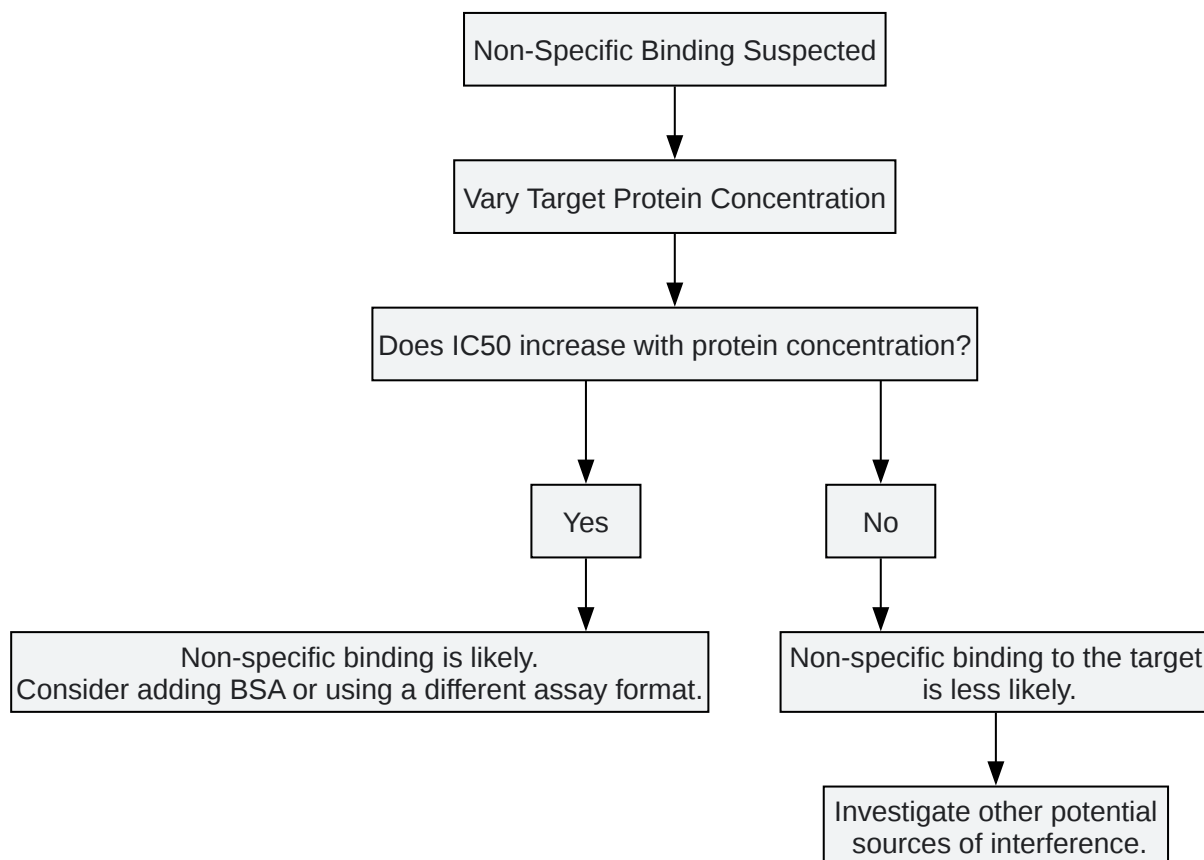 Non-Specific Binding Suspected
Vary Target Protein Concentration
Does IC50 increase with protein concentration?
Yes
No
Non-specific binding is likely.
Consider adding BSA or using a different assay format.
Non-specific binding to the target
is less likely.
Investigate other potential
sources of interference.